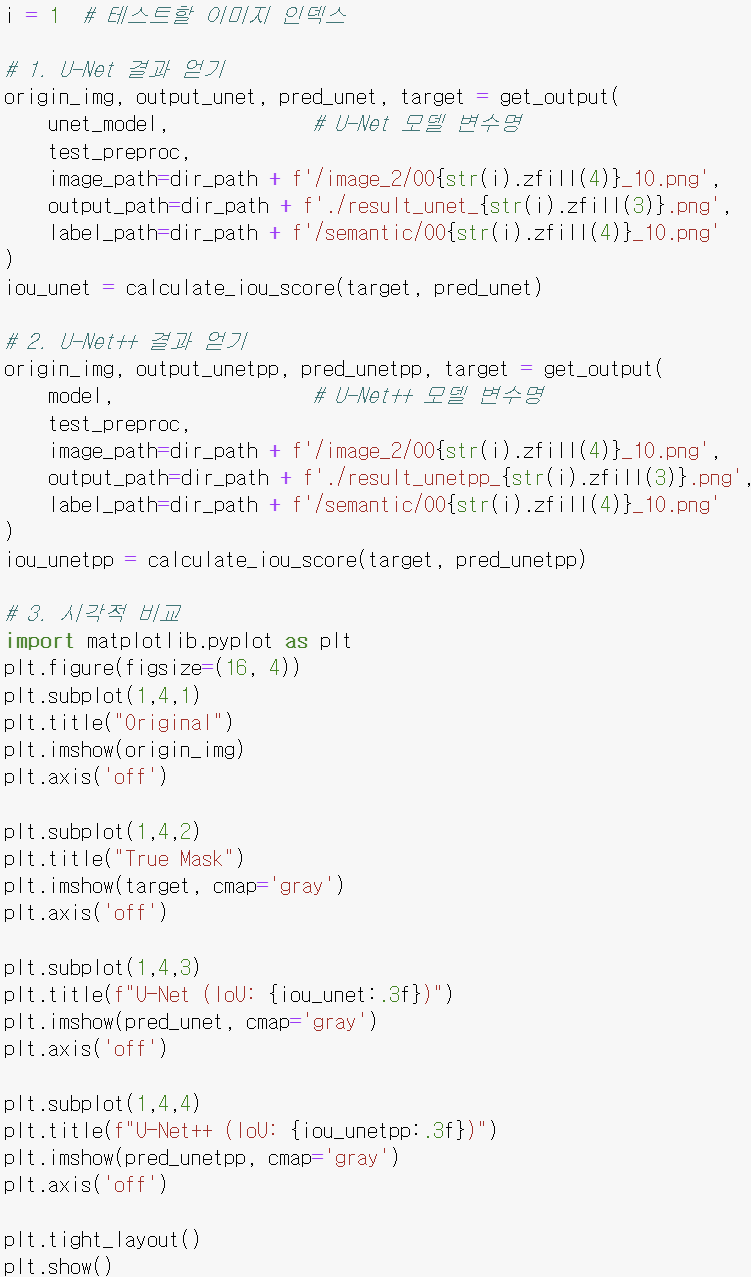 i = 1  # 테스트할 이미지 인덱스

# 1. U-Net 결과 얻기
origin_img, output_unet, pred_unet, target = get_output(
    unet_model,             # U-Net 모델 변수명
    test_preproc,
    image_path=dir_path + f'/image_2/00{str(i).zfill(4)}_10.png',
    output_path=dir_path + f'./result_unet_{str(i).zfill(3)}.png',
    label_path=dir_path + f'/semantic/00{str(i).zfill(4)}_10.png'
)
iou_unet = calculate_iou_score(target, pred_unet)

# 2. U-Net++ 결과 얻기
origin_img, output_unetpp, pred_unetpp, target = get_output(
    model,                  # U-Net++ 모델 변수명
    test_preproc,
    image_path=dir_path + f'/image_2/00{str(i).zfill(4)}_10.png',
    output_path=dir_path + f'./result_unetpp_{str(i).zfill(3)}.png',
    label_path=dir_path + f'/semantic/00{str(i).zfill(4)}_10.png'
)
iou_unetpp = calculate_iou_score(target, pred_unetpp)

# 3. 시각적 비교
import matplotlib.pyplot as plt
plt.figure(figsize=(16, 4))
plt.subplot(1,4,1)
plt.title("Original")
plt.imshow(origin_img)
plt.axis('off')

plt.subplot(1,4,2)
plt.title("True Mask")
plt.imshow(target, cmap='gray')
plt.axis('off')

plt.subplot(1,4,3)
plt.title(f"U-Net (IoU: {iou_unet:.3f})")
plt.imshow(pred_unet, cmap='gray')
plt.axis('off')

plt.subplot(1,4,4)
plt.title(f"U-Net++ (IoU: {iou_unetpp:.3f})")
plt.imshow(pred_unetpp, cmap='gray')
plt.axis('off')

plt.tight_layout()
plt.show()